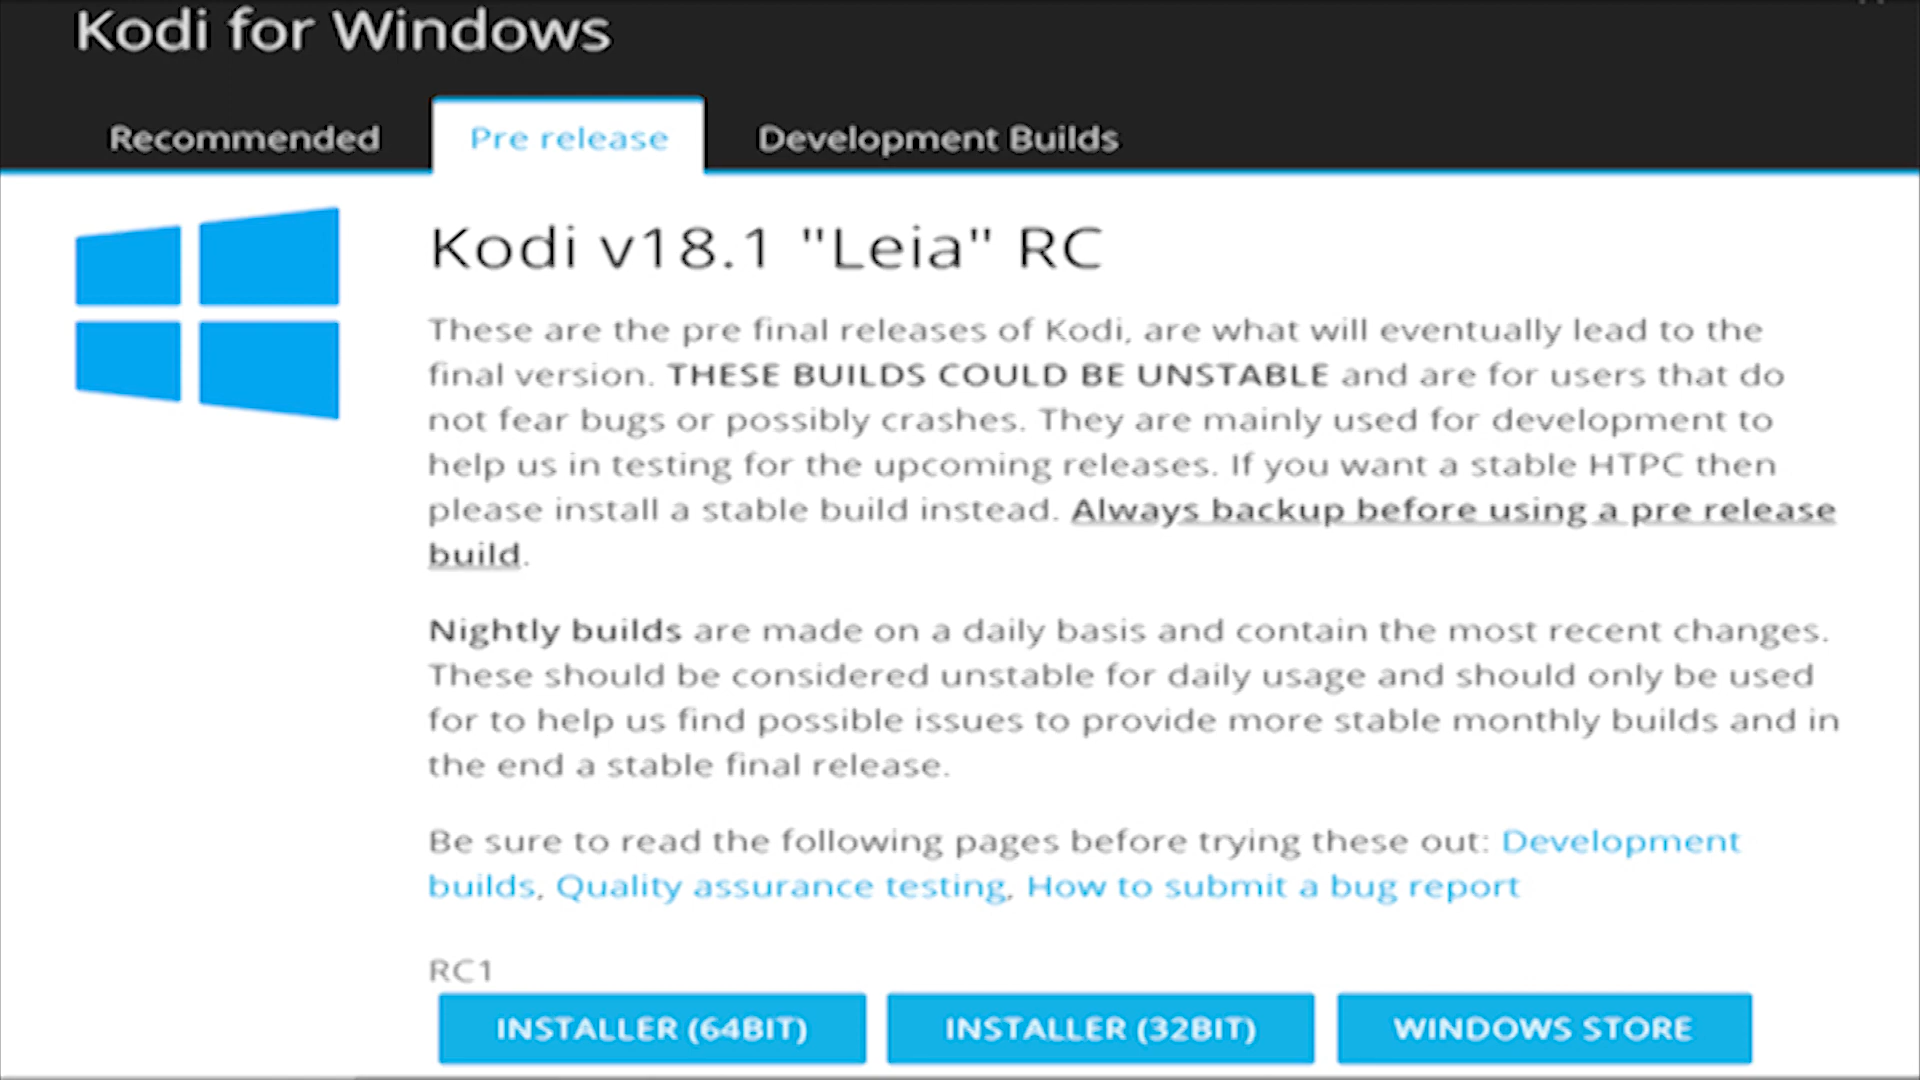 Kodi for Windows
Recommended
Pre release
Development Builds
Kodi v18.1 "Leia" RC
These are the pre final releases of Kodi, are what will eventually lead to the
final version. THESE BUILDS COULD BE UNSTABLE and are for users that do
not fear bugs or possibly crashes. They are mainly used for development to
help us in testing for the upcoming releases. If you want a stable HTPC then
please install a stable build instead. Always backup before using a pre release
build.
Nightly builds are made on a daily basis and contain the most recent changes.
These should be considered unstable for daily usage and should only be used
for to help us find possible issues to provide more stable monthly builds and in
the end a stable final release.
Be sure to read the following pages before trying these out: Development
builds, Quality assurance testing, How to submit a bug report
RC1
INSTALLER (64BIT)
INSTALLER (32BIT)
WINDOWS STORE